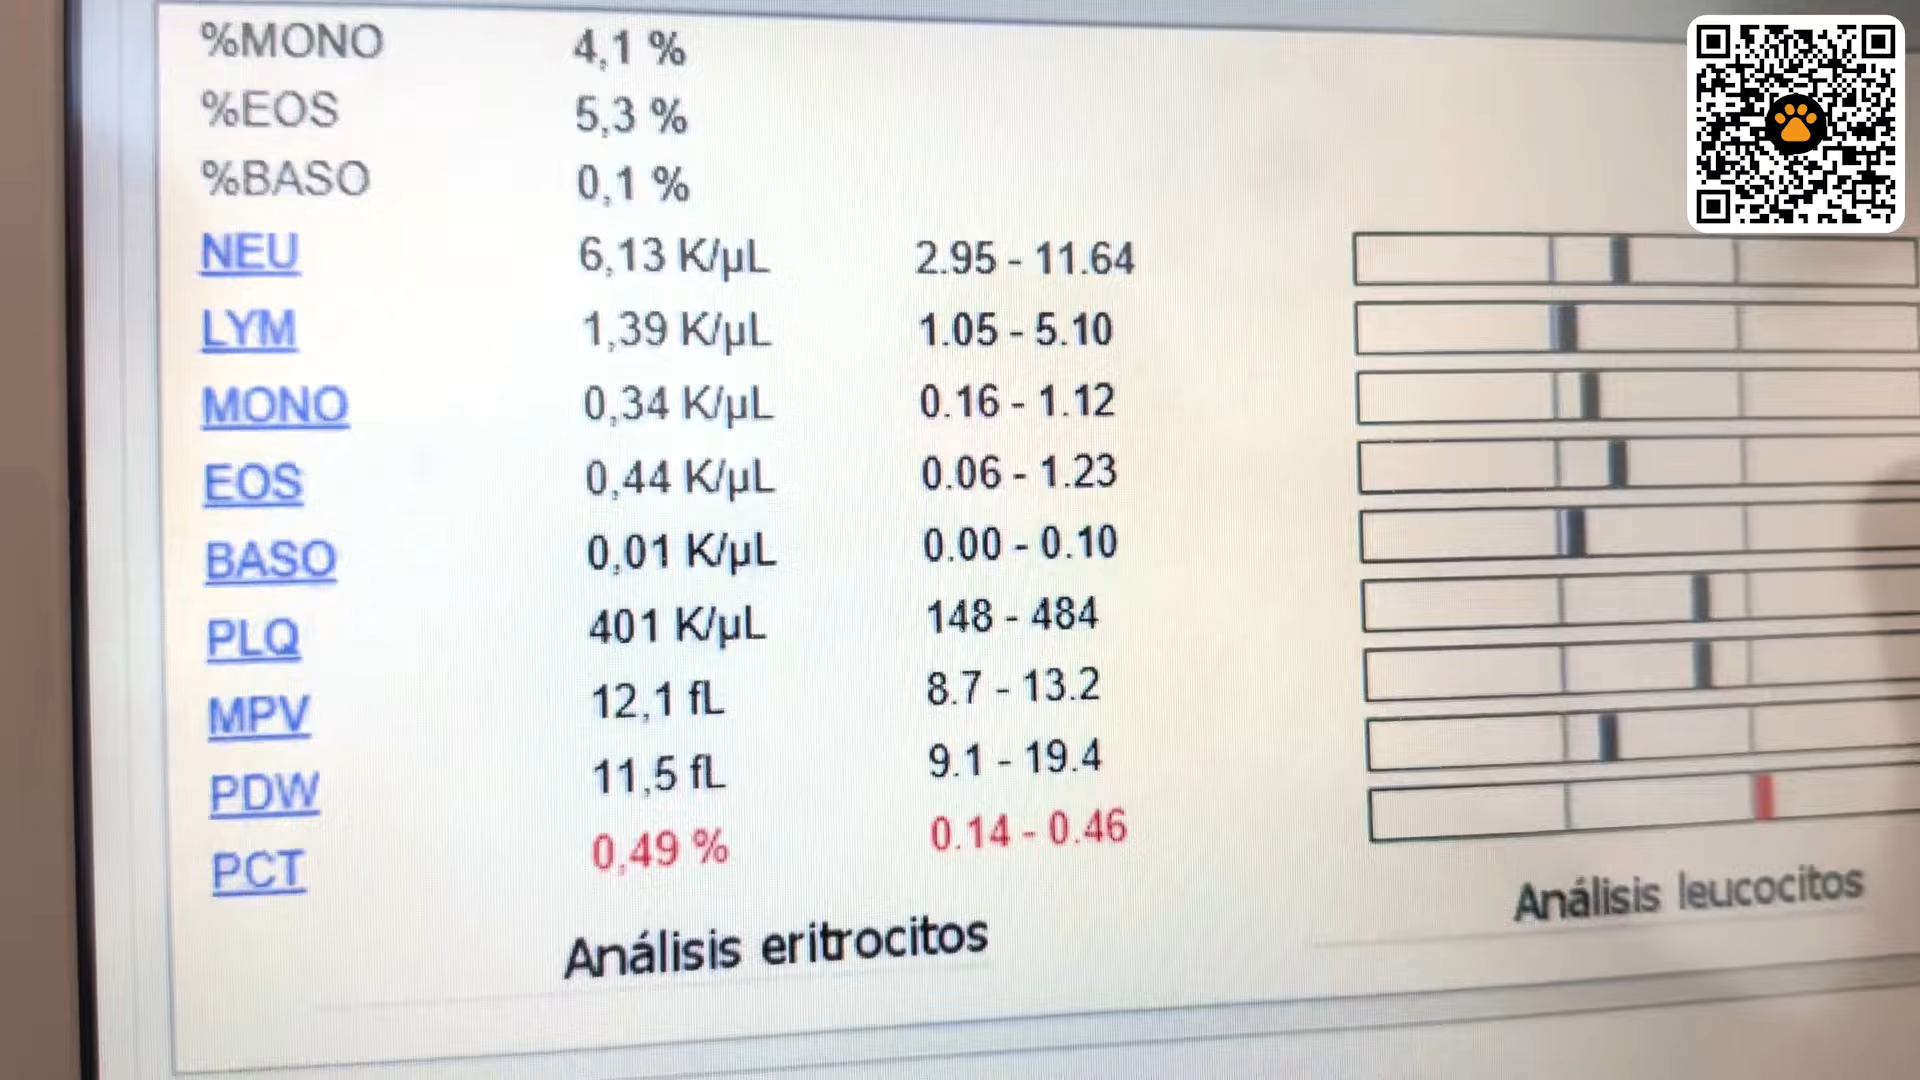 %MONO 4,1 %
%EOS 5,3 %
%BASO 0,1 %
NEU 6,13 K/µL 2.95 - 11.64
LYM 1,39 K/µL 1.05 - 5.10
MONO 0,34 K/µL 0.16 - 1.12
EOS 0,44 K/µL 0.06 - 1.23
BASO 0,01 K/µL 0.00 - 0.10
PLQ 401 K/µL 148 - 484
MPV 12,1 fL 8.7 - 13.2
PDW 11,5 fL 9.1 - 19.4
PCT 0,49 % 0.14 - 0.46
Análisis eritrocitos Análisis leucocitos